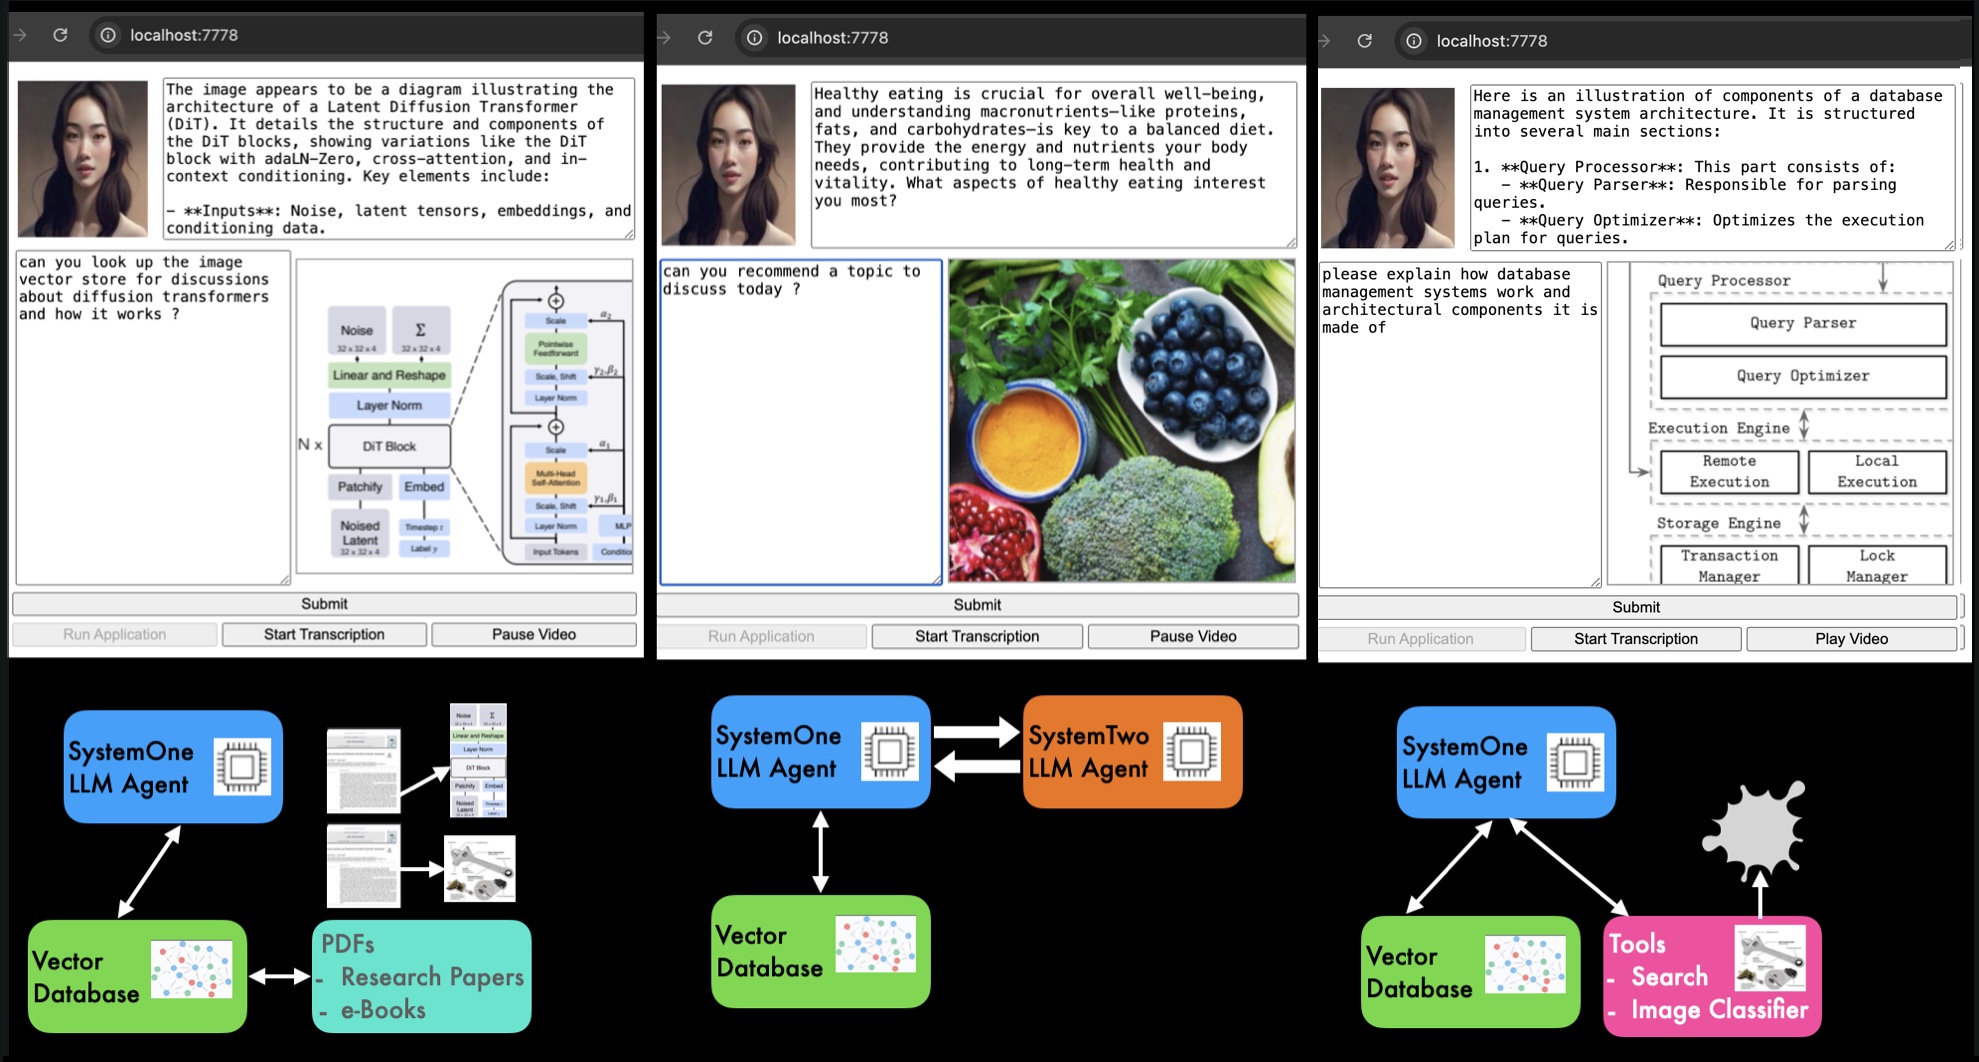 localhost:7778
The image appears to be a diagram illustrating the
architecture of a Latent Diffusion Transformer
(DiT). It details the structure and components of
the DiT blocks, showing variations like the DiT
block with adaLN-Zero, cross-attention, and in-
context conditioning. Key elements include:
- **Inputs**: Noise, latent tensors, embeddings, and
conditioning data.
can you look up the image
vector store for discussions
about diffusion transformers
and how it works ?
Noise
32 x 32 x 4
Σ
32 x 32 x 4
Linear and Reshape
Layer Norm
N x
DiT Block
Patchify
Embed
Noised
Latent
32 x 32 x 4
Timestep t
Label y
Scale
α2
Pointwise
Feedforward
Scale, Shift
γ2,β2
Layer Norm
Scale
α1
Multi-Head
Self-Attention
Scale, Shift
γ1,β1
Layer Norm
MLP
Input Tokens
Conditio
Submit
Run Application
Start Transcription
Pause Video
localhost:7778
Healthy eating is crucial for overall well-being,
and understanding macronutrients—like proteins,
fats, and carbohydrates—is key to a balanced diet.
They provide the energy and nutrients your body
needs, contributing to long-term health and
vitality. What aspects of healthy eating interest
you most?
can you recommend a topic to
discuss today ?
Submit
Run Application
Start Transcription
Pause Video
localhost:7778
Here is an illustration of components of a database
management system architecture. It is structured
into several main sections:
1. **Query Processor**: This part consists of:
- **Query Parser**: Responsible for parsing
queries.
- **Query Optimizer**: Optimizes the execution
plan for queries.
please explain how database
management systems work and
architectural components it is
made of
Query Processor
Query Parser
Query Optimizer
Execution Engine
Remote
Execution
Local
Execution
Storage Engine
Transaction
Manager
Lock
Manager
Submit
Run Application
Start Transcription
Play Video
SystemOne
LLM Agent
Noise
Σ
Linear and Reshape
Layer Norm
DiT Block
Patchify
Embed
Noised
Latent
Vector
Database
PDFs
- Research Papers
- e-Books
SystemOne
LLM Agent
SystemTwo
LLM Agent
Vector
Database
SystemOne
LLM Agent
Vector
Database
Tools
- Search
- Image Classifier